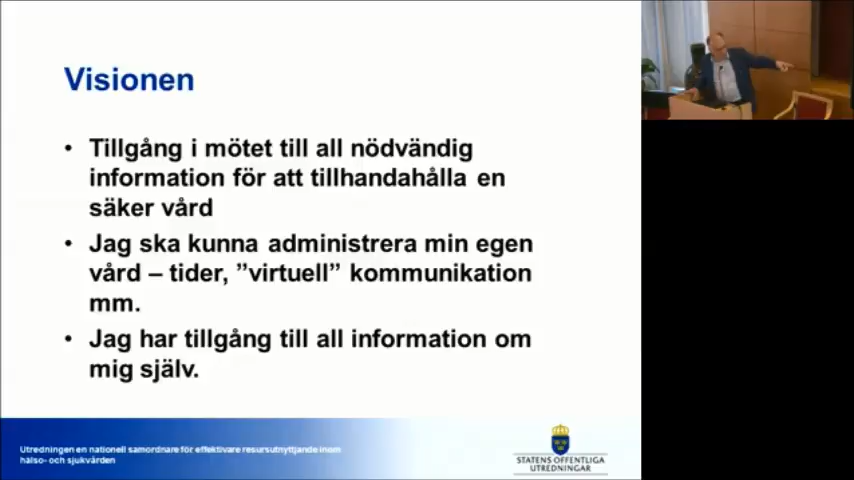 Visionen
• Tillgång i mötet till all nödvändig
information för att tillhandahålla en
säker vård
• Jag ska kunna administrera min egen
vård – tider, ”virtuell” kommunikation
mm.
• Jag har tillgång till all information om
mig själv.
Utredningen en nationell samordnare för effektivare resursutnyttjande inom
hälso- och sjukvården
STATENS OFFENTLIGA
UTREDNINGAR